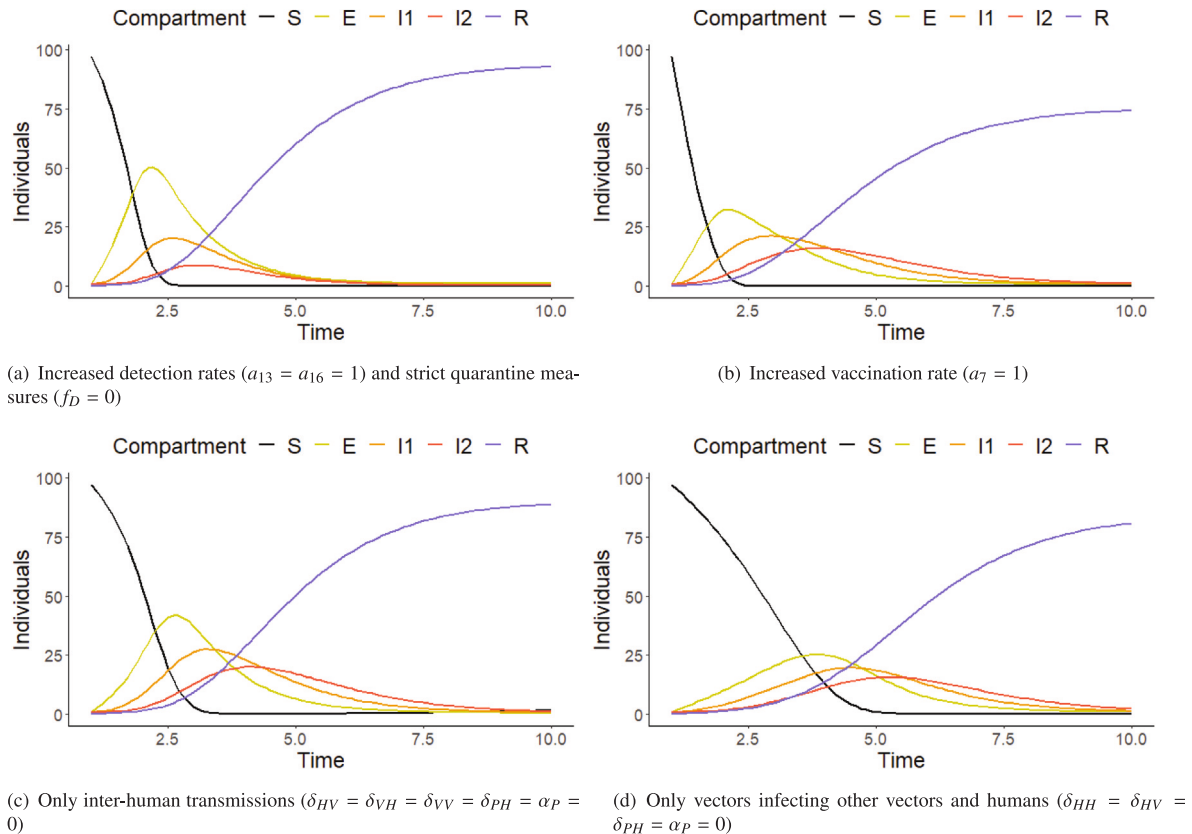 Compartment S E I1 I2 R
100
75
50
25
0
Individuals
2.5 5.0 7.5 10.0
Time
(a) Increased detection rates (a13 = a16 = 1) and strict quarantine mea-
sures (fD = 0)
Compartment S E I1 I2 R
100
75
50
25
0
Individuals
2.5 5.0 7.5 10.0
Time
(b) Increased vaccination rate (a7 = 1)
Compartment S E I1 I2 R
100
75
50
25
0
Individuals
2.5 5.0 7.5 10.0
Time
(c) Only inter-human transmissions (δHV = δVH = δVV = δPH = αP =
0)
Compartment S E I1 I2 R
100
75
50
25
0
Individuals
2.5 5.0 7.5 10.0
Time
(d) Only vectors infecting other vectors and humans (δHH = δHV =
δPH = αP = 0)